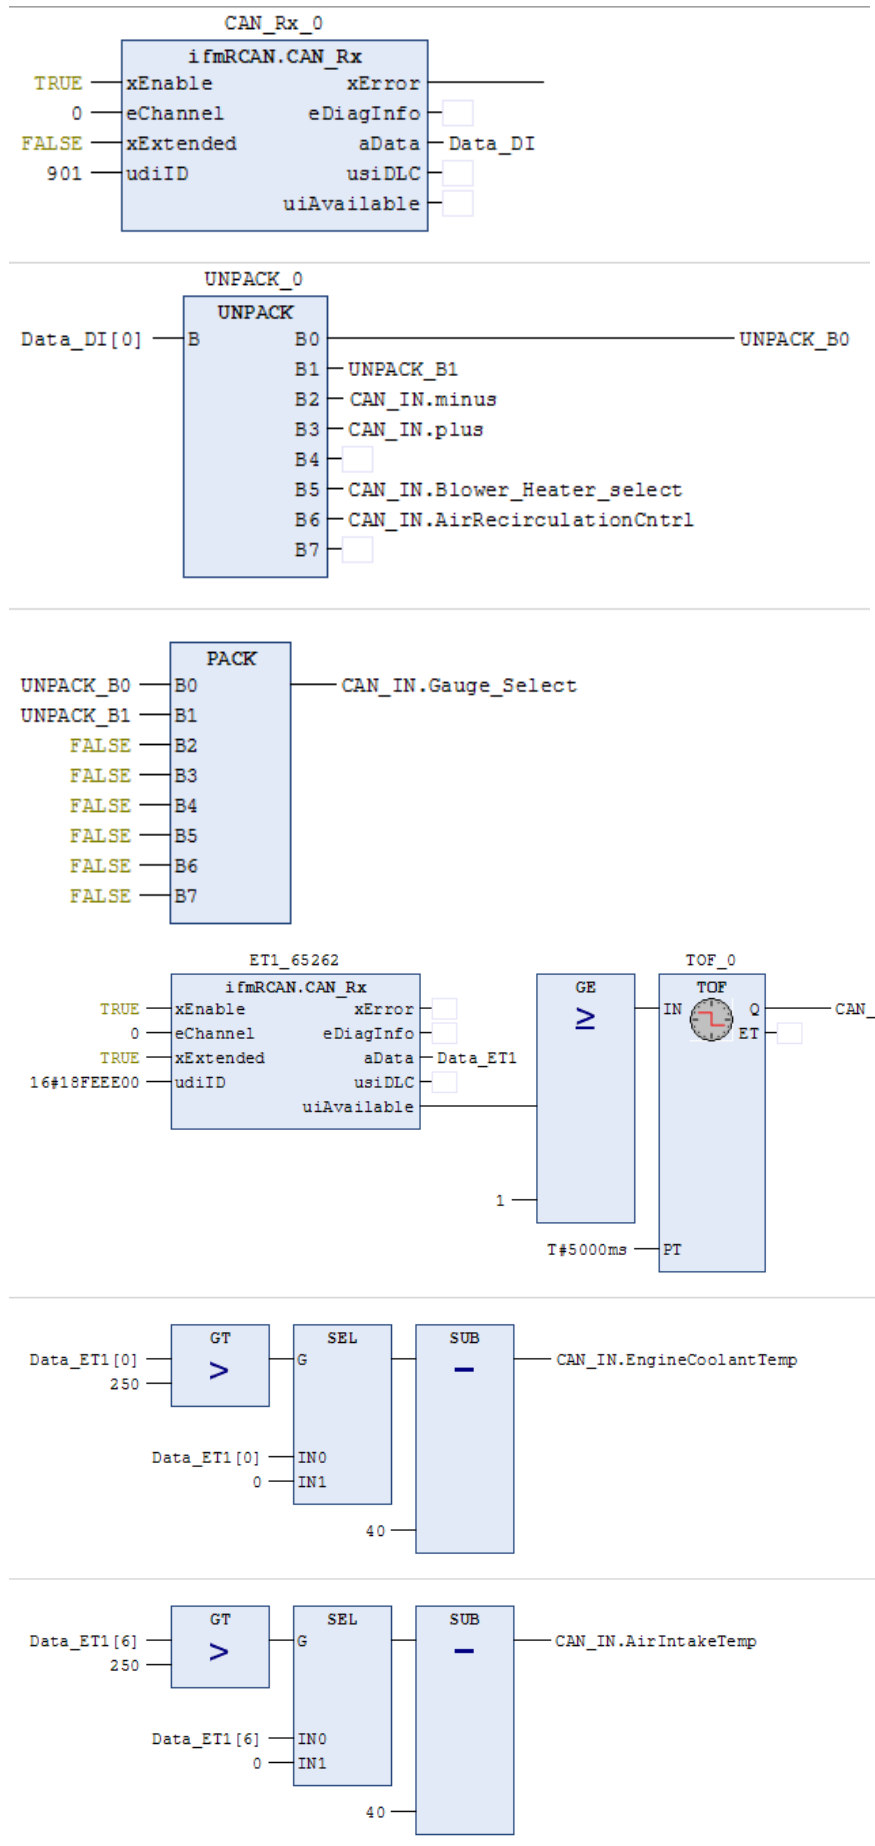 CAN_Rx_0
ifmRCAN.CAN_Rx
TRUE xEnable xError
0 eChannel eDiagInfo
FALSE xExtended aData Data_DI
901 udiID usiDLC
uiAvailable
UNPACK_0
UNPACK
Data_DI[0] B B0 UNPACK_B0
B1 UNPACK_B1
B2 CAN_IN.minus
B3 CAN_IN.plus
B4
B5 CAN_IN.Blower_Heater_select
B6 CAN_IN.AirRecirculationCntrl
B7
PACK
UNPACK_B0 B0 CAN_IN.Gauge_Select
UNPACK_B1 B1
FALSE B2
FALSE B3
FALSE B4
FALSE B5
FALSE B6
FALSE B7
ET1_65262 TOF_0
ifmRCAN.CAN_Rx GE TOF
TRUE xEnable xError ≥ IN Q CAN_
0 eChannel eDiagInfo ET
TRUE xExtended aData Data_ET1
16#18FEEE00 udiID usiDLC
uiAvailable
1
T#5000ms PT
GT SEL SUB
Data_ET1[0] > G − CAN_IN.EngineCoolantTemp
250
Data_ET1[0] IN0
0 IN1
40
GT SEL SUB
Data_ET1[6] > G − CAN_IN.AirIntakeTemp
250
Data_ET1[6] IN0
0 IN1
40